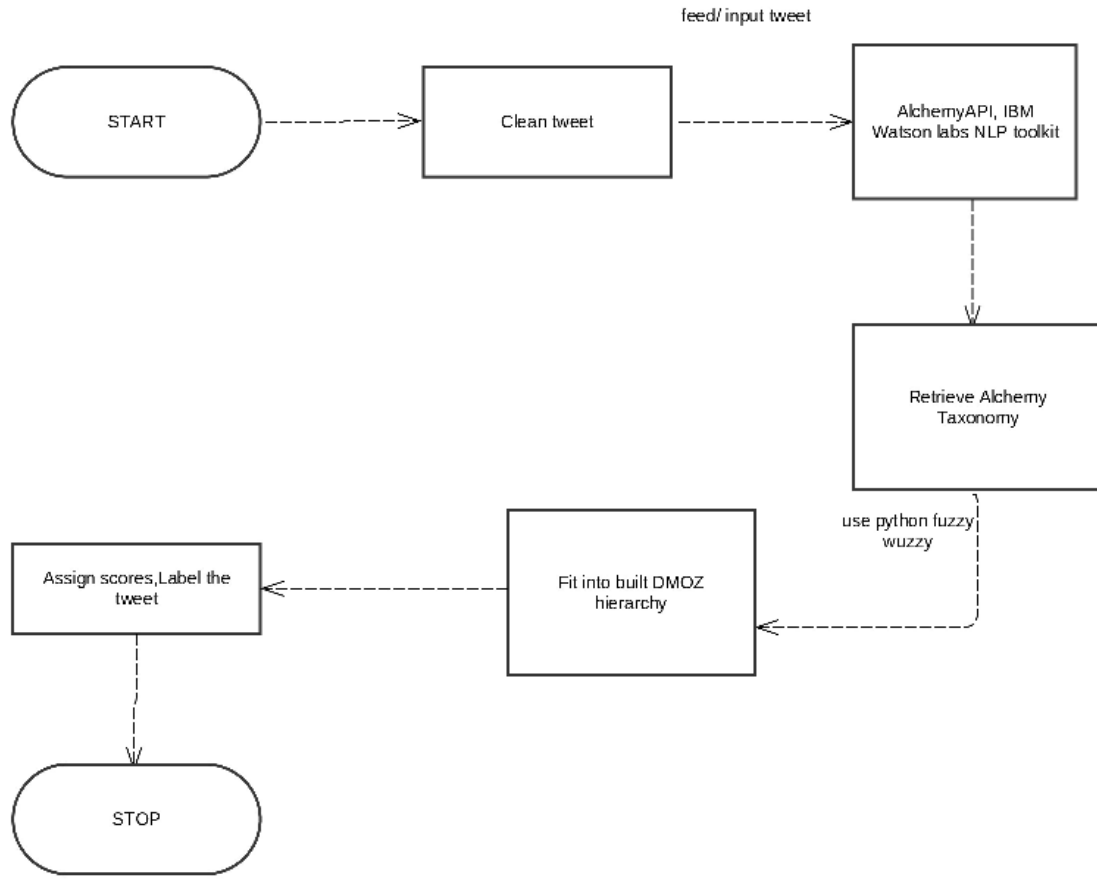 feed/ input tweet
START
Clean tweet
AlchemyAPI, IBM
Watson labs NLP toolkit
Retrieve Alchemy
Taxonomy
use python fuzzy
wuzzy
Fit into built DMOZ
hierarchy
Assign scores,Label the
tweet
STOP